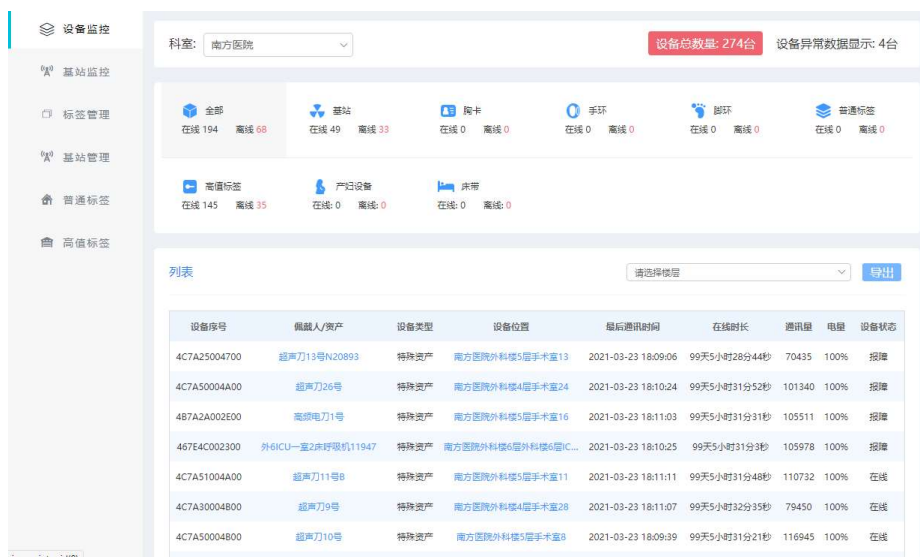 设备监控
基站监控
标签管理
基站管理
普通标签
高值标签
科室: 南方医院 设备总数量: 274台 设备异常数据显示: 4台
全部 基站 胸卡 手环 脚环 普通标签
在线 194 离线 68 在线 49 离线 33 在线 0 离线 0 在线 0 离线 0 在线 0 离线 0 在线 0 离线 0
高值标签 产妇设备 床带
在线 145 离线 35 在线: 0 离线: 0 在线: 0 离线: 0
列表 请选择楼层 导出
设备序号 佩戴人/资产 设备类型 设备位置 最后通讯时间 在线时长 通讯量 电量 设备状态
4C7A25004700 超声刀13号N20893 特殊资产 南方医院外科楼5层手术室13 2021-03-23 18:09:06 99天5小时28分44秒 70435 100% 报障
4C7A50004A00 超声刀26号 特殊资产 南方医院外科楼4层手术室24 2021-03-23 18:10:24 99天5小时31分52秒 101340 100% 报障
4B7A2A002E00 高频电刀1号 特殊资产 南方医院外科楼5层手术室16 2021-03-23 18:11:03 99天5小时31分31秒 105511 100% 报障
467E4C002300 外6ICU一室2床呼吸机11947 特殊资产 南方医院外科楼6层外科楼6层IC... 2021-03-23 18:10:25 99天5小时31分3秒 105978 100% 报障
4C7A51004A00 超声刀11号B 特殊资产 南方医院外科楼5层手术室11 2021-03-23 18:11:11 99天5小时31分48秒 110732 100% 在线
4C7A30004B00 超声刀9号 特殊资产 南方医院外科楼4层手术室28 2021-03-23 18:11:07 99天5小时32分35秒 79450 100% 在线
4C7A50004B00 超声刀10号 特殊资产 南方医院外科楼5层手术室8 2021-03-23 18:09:39 99天5小时31分21秒 116945 100% 在线